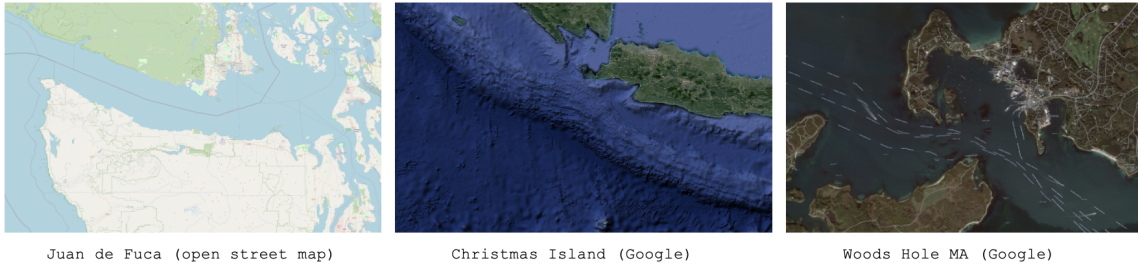 Juan de Fuca (open street map)
Christmas Island (Google)
Woods Hole MA (Google)